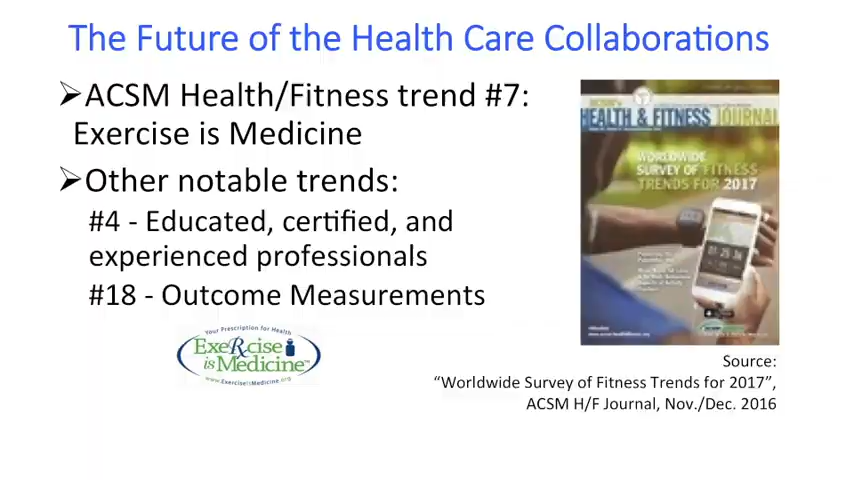 The Future of the Health Care Collaborations
➢ACSM Health/Fitness trend #7:
Exercise is Medicine
➢Other notable trends:
#4 - Educated, certified, and
experienced professionals
#18 - Outcome Measurements
Your Prescription for Health
ExeRcise
is Medicine™
www.ExerciseisMedicine.org
ACSM's
HEALTH & FITNESS JOURNAL
WORLDWIDE
SURVEY OF FITNESS
TRENDS FOR 2017
Source:
“Worldwide Survey of Fitness Trends for 2017”,
ACSM H/F Journal, Nov./Dec. 2016